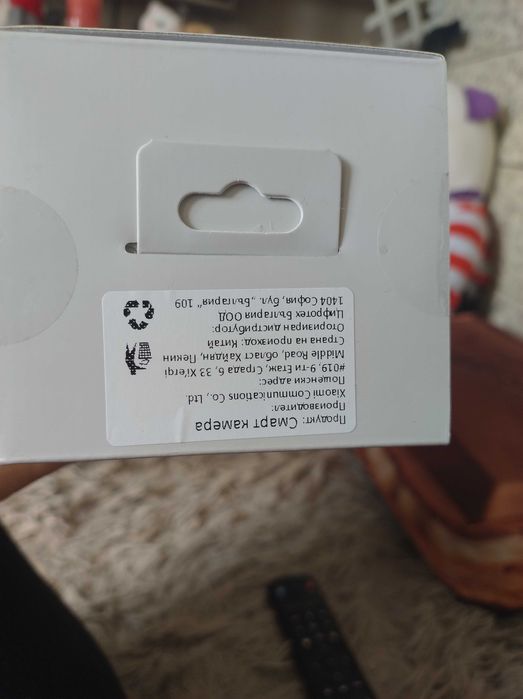 Продукт: Смарт камера
Производител:
Xiaomi Communications Co., Ltd.
Пощенски адрес:
#019, 9-ти Етаж, Сграда, 6, 33 Xi'erqi
Middle Road, област Хайдян, Пекин
Страна на произход: Китай
Оторизиран дистрибутор:
Цифротех България ООД
1404 София, бул. „България" 109